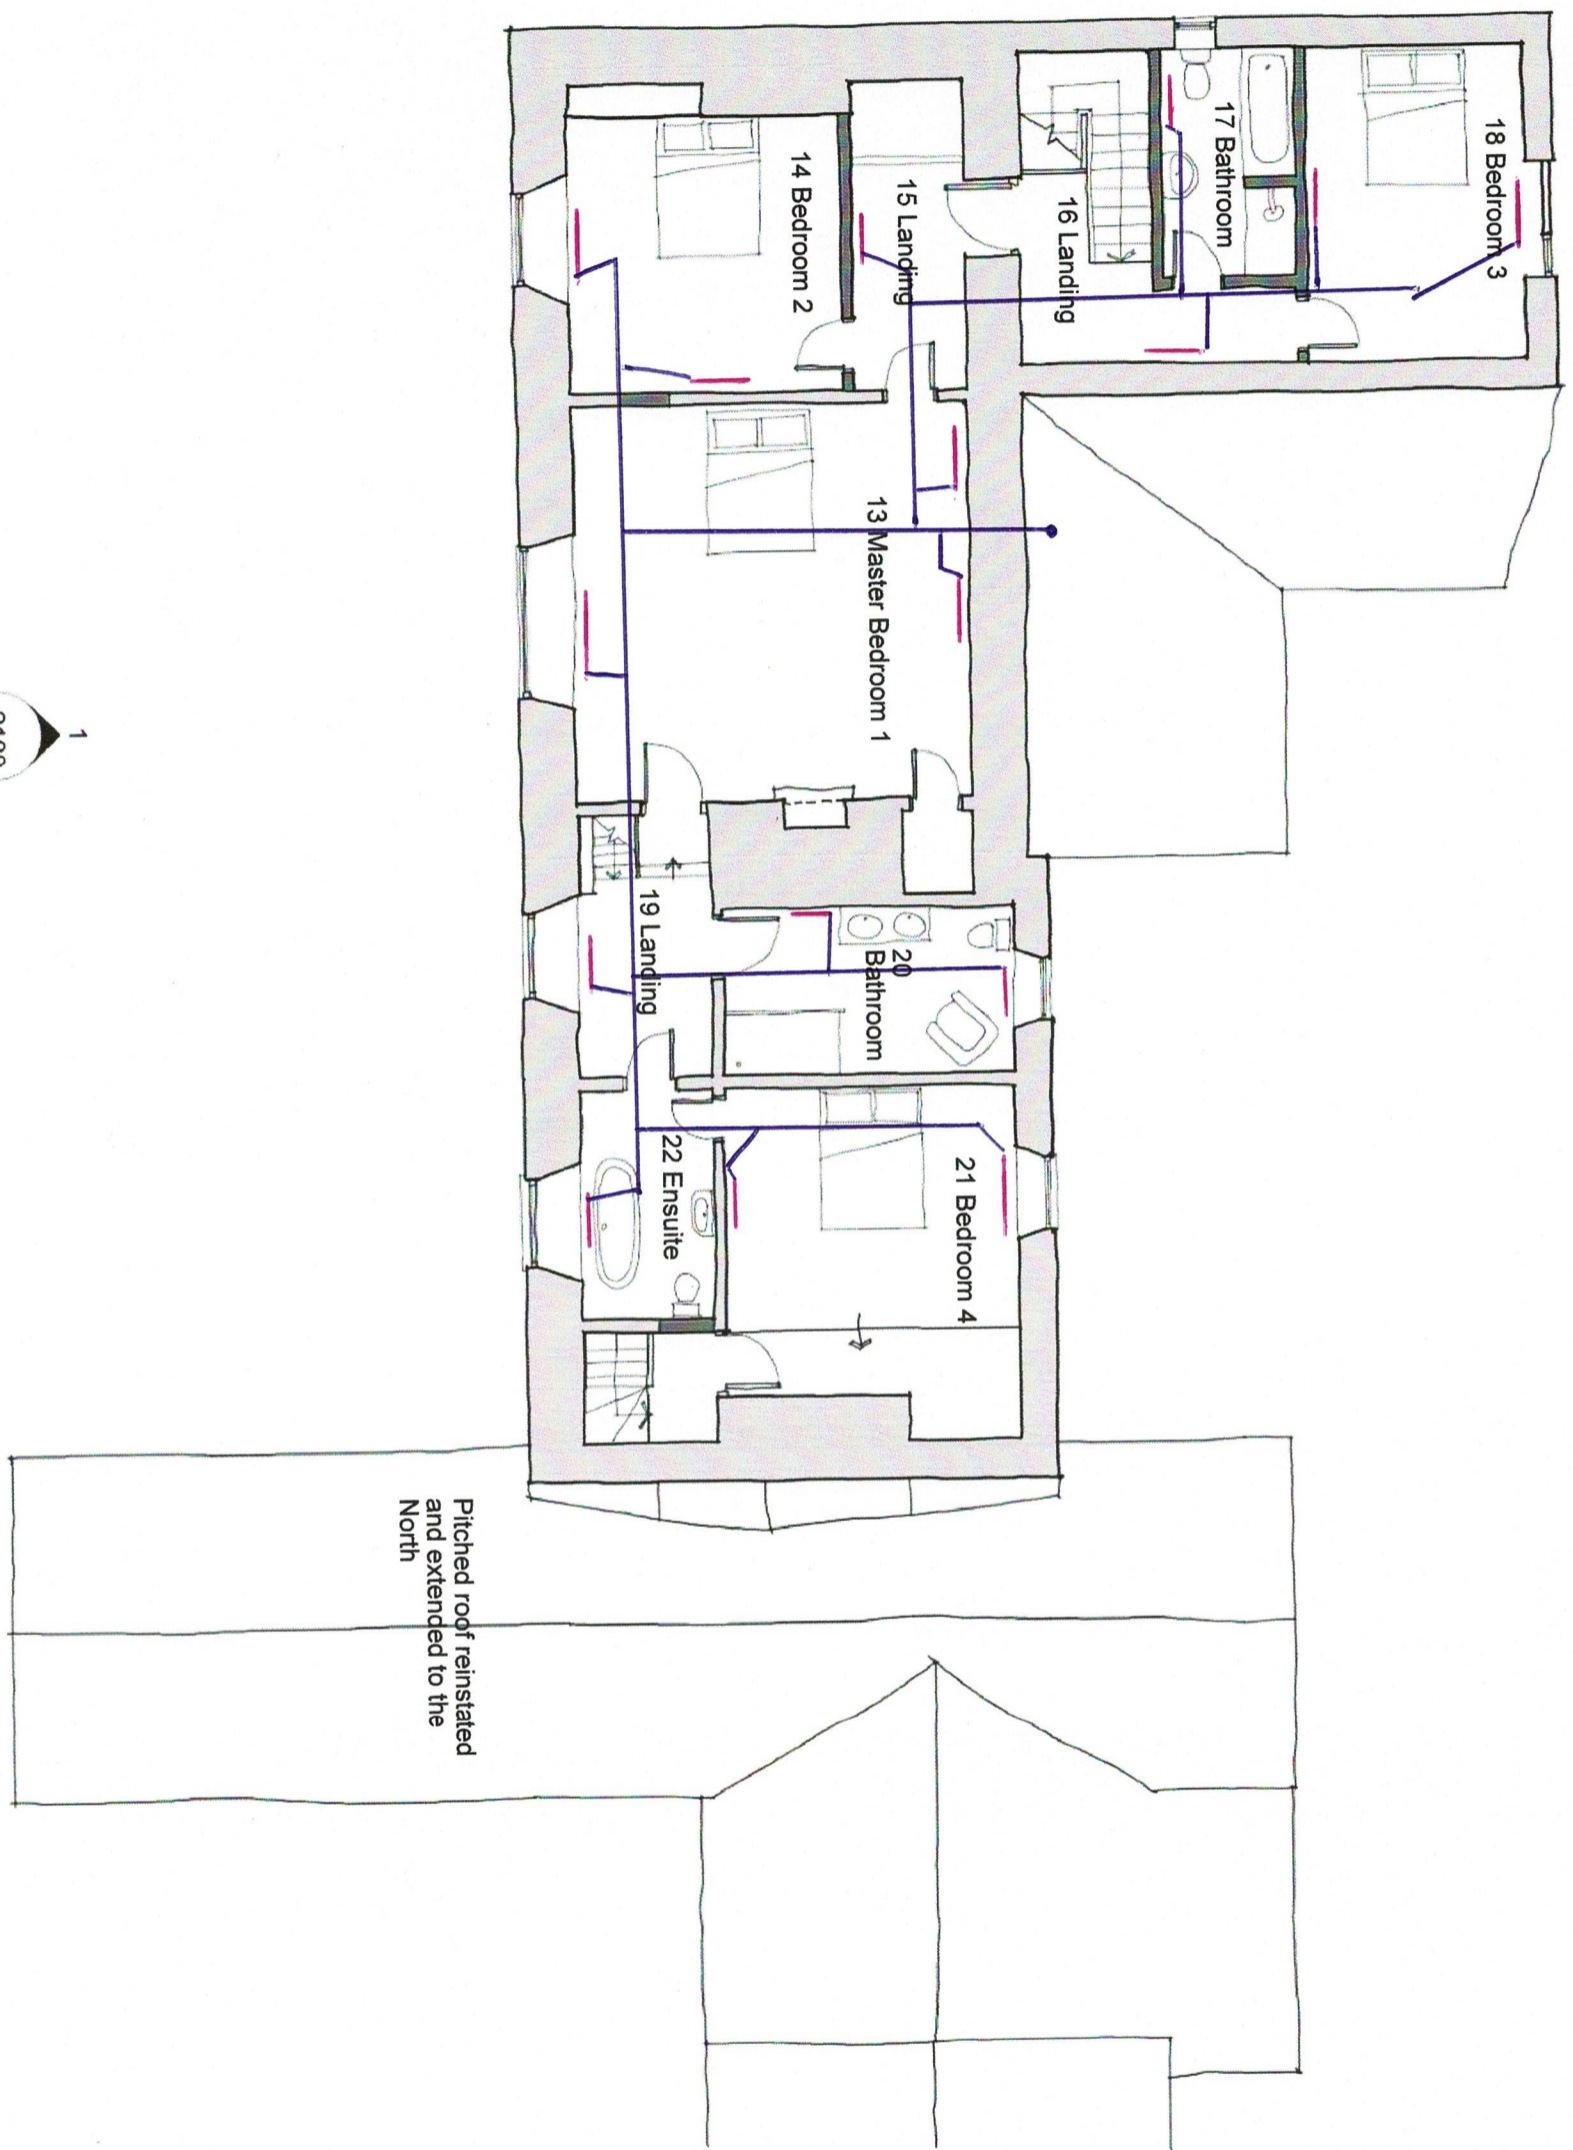 18 Bedroom 3
17 Bathroom
16 Landing
15 Landing
14 Bedroom 2
13 Master Bedroom 1
19 Landing
20
Bathroom
21 Bedroom 4
22 Ensuite
Pitched roof reinstated
and extended to the
North
1